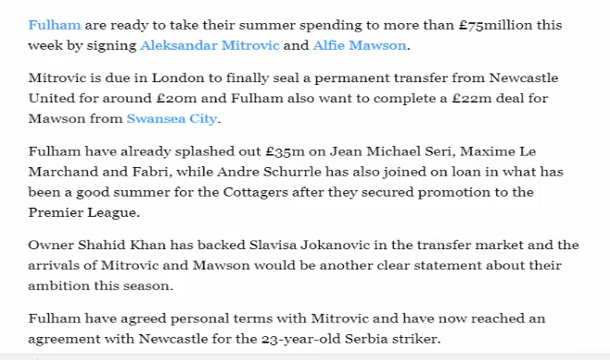 Fulham are ready to take their summer spending to more than £75million this
week by signing Aleksandar Mitrovic and Alfie Mawson.
Mitrovic is due in London to finally seal a permanent transfer from Newcastle
United for around £20m and Fulham also want to complete a £22m deal for
Mawson from Swansea City.
Fulham have already splashed out £35m on Jean Michael Seri, Maxime Le
Marchand and Fabri, while Andre Schurrle has also joined on loan in what has
been a good summer for the Cottagers after they secured promotion to the
Premier League.
Owner Shahid Khan has backed Slavisa Jokanovic in the transfer market and the
arrivals of Mitrovic and Mawson would be another clear statement about their
ambition this season.
Fulham have agreed personal terms with Mitrovic and have now reached an
agreement with Newcastle for the 23-year-old Serbia striker.